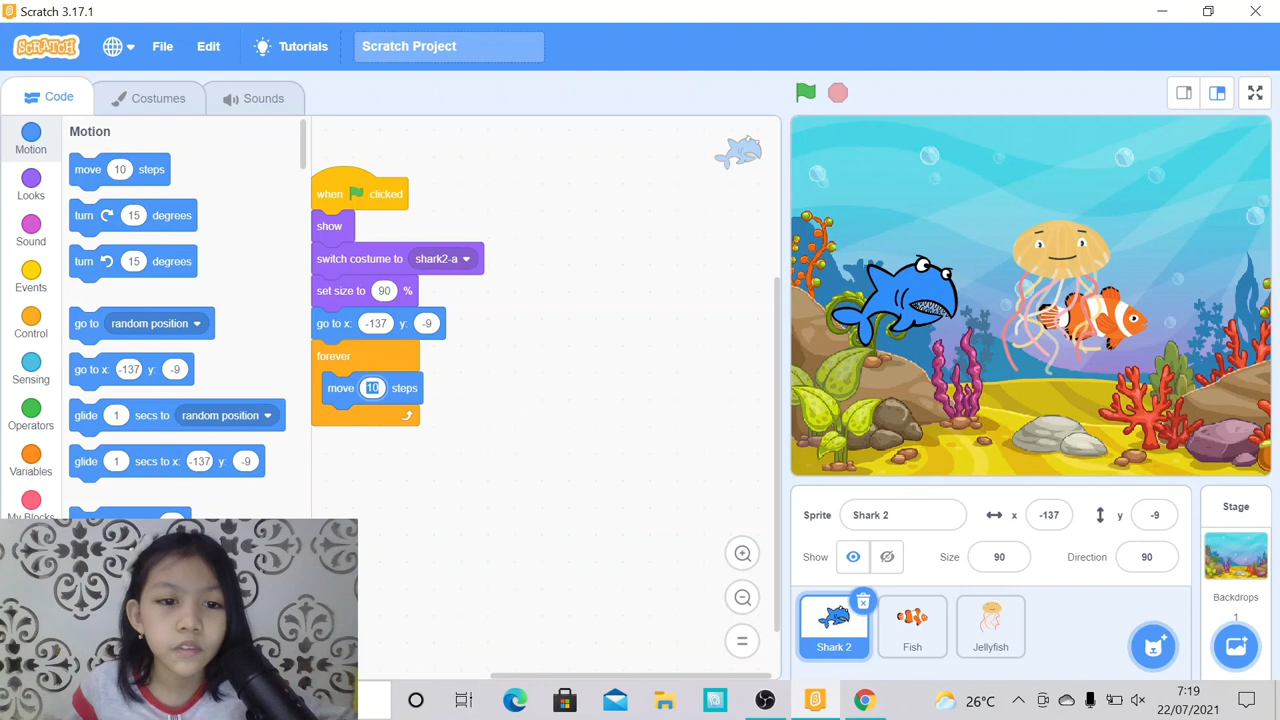 Scratch 3.17.1
SCRATCH File Edit Tutorials Scratch Project
Code Costumes Sounds
Motion
Looks
Sound
Events
Control
Sensing
Operators
Variables
My Blocks
Motion
move 10 steps
turn 15 degrees
turn 15 degrees
go to random position
go to x: -137 y: -9
glide 1 secs to random position
glide 1 secs to x: -137 y: -9
when clicked
show
switch costume to shark2-a
set size to 90 %
go to x: -137 y: -9
forever
move 10 steps
Sprite Shark 2 x -137 y -9
Show Size 90 Direction 90
Shark 2
Fish
Jellyfish
Stage
Backdrops
1
26°C
7:19
22/07/2021